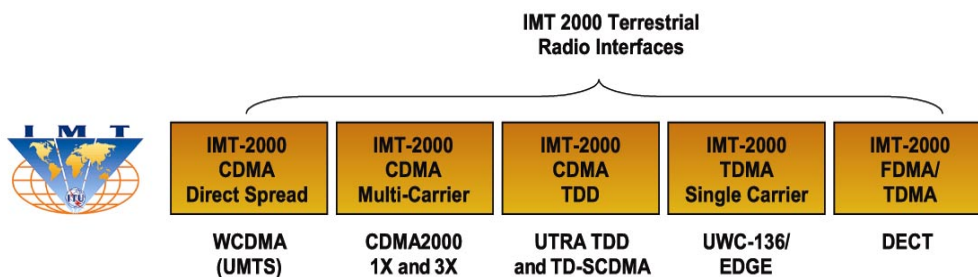 IMT 2000 Terrestrial
Radio Interfaces
I M T
ITU
IMT-2000
CDMA
Direct Spread
IMT-2000
CDMA
Multi-Carrier
IMT-2000
CDMA
TDD
IMT-2000
TDMA
Single Carrier
IMT-2000
FDMA/
TDMA
WCDMA
(UMTS)
CDMA2000
1X and 3X
UTRA TDD
and TD-SCDMA
UWC-136/
EDGE
DECT